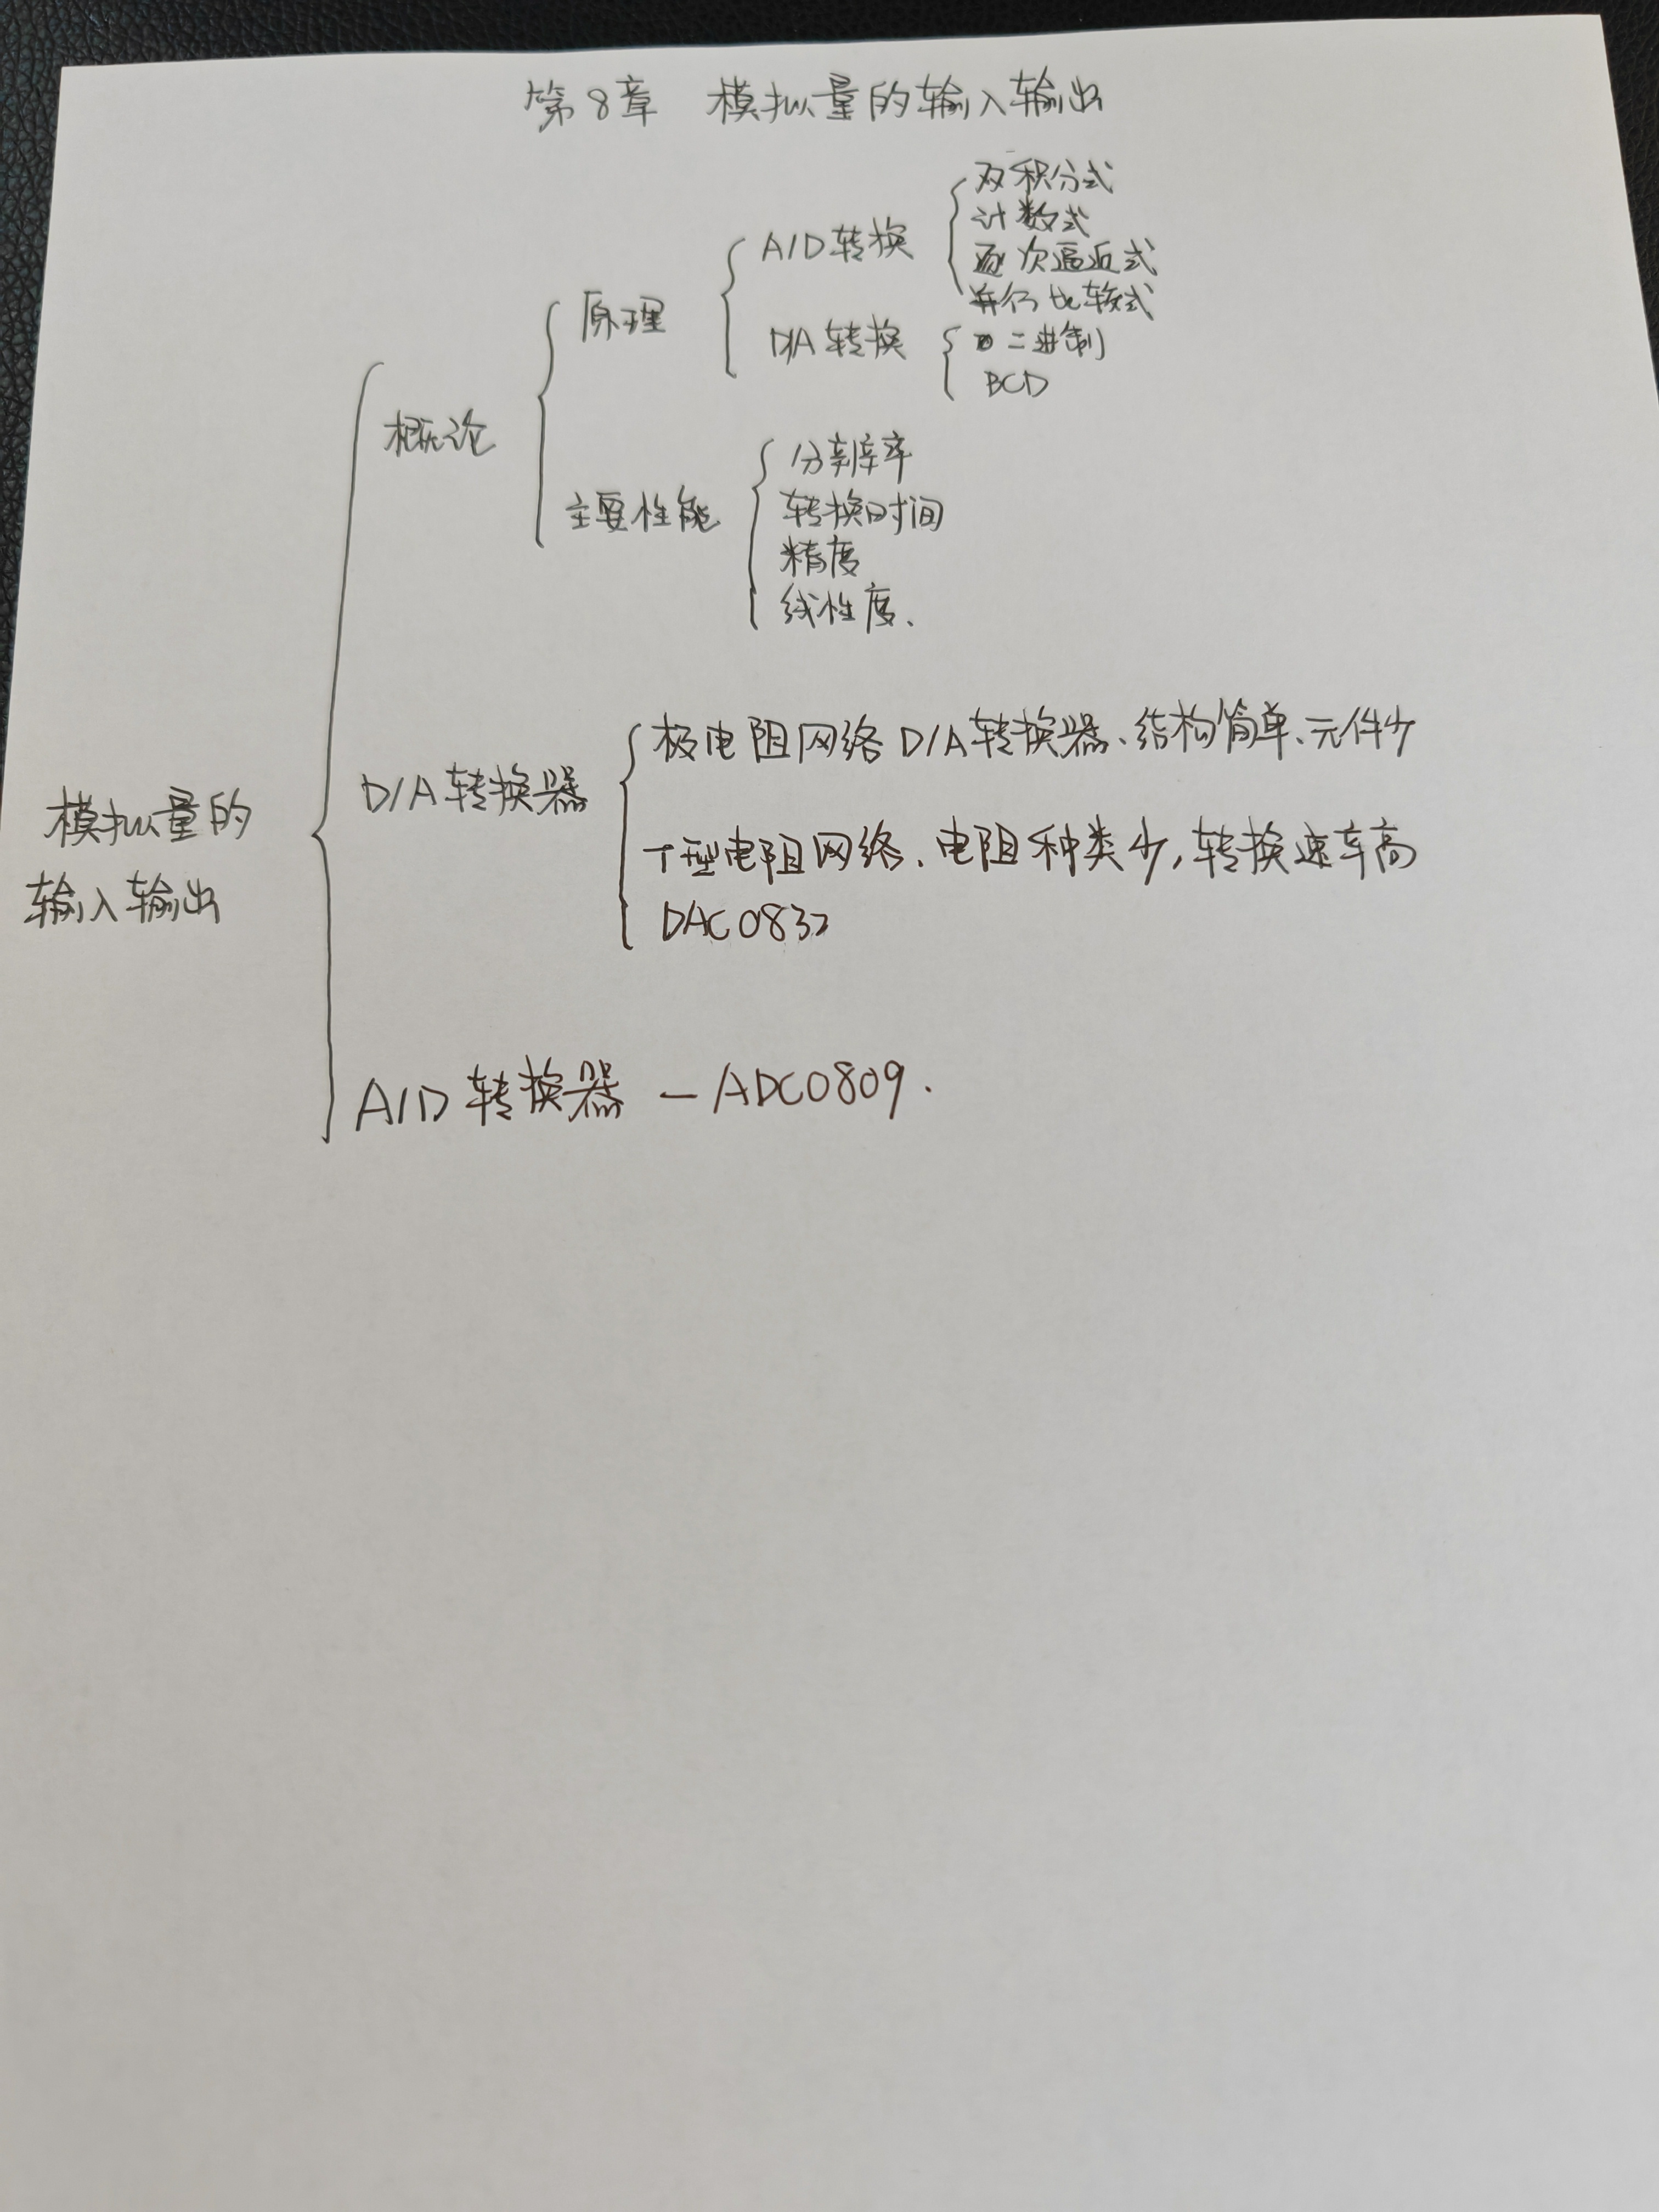 第8章 模拟量的输入输出
双积分式
计数式
A/D转换
逐次逼近式
并行比较式
原理
D/A转换
二进制
BCD
概论
分辨率
转换时间
主要性能
精度
线性度、
极电阻网络D/A转换器、结构简单、元件少
D/A转换器
模拟量的
输入输出
T型电阻网络、电阻种类少,转换速率高
DAC0832
A/D转换器 — ADC0809.